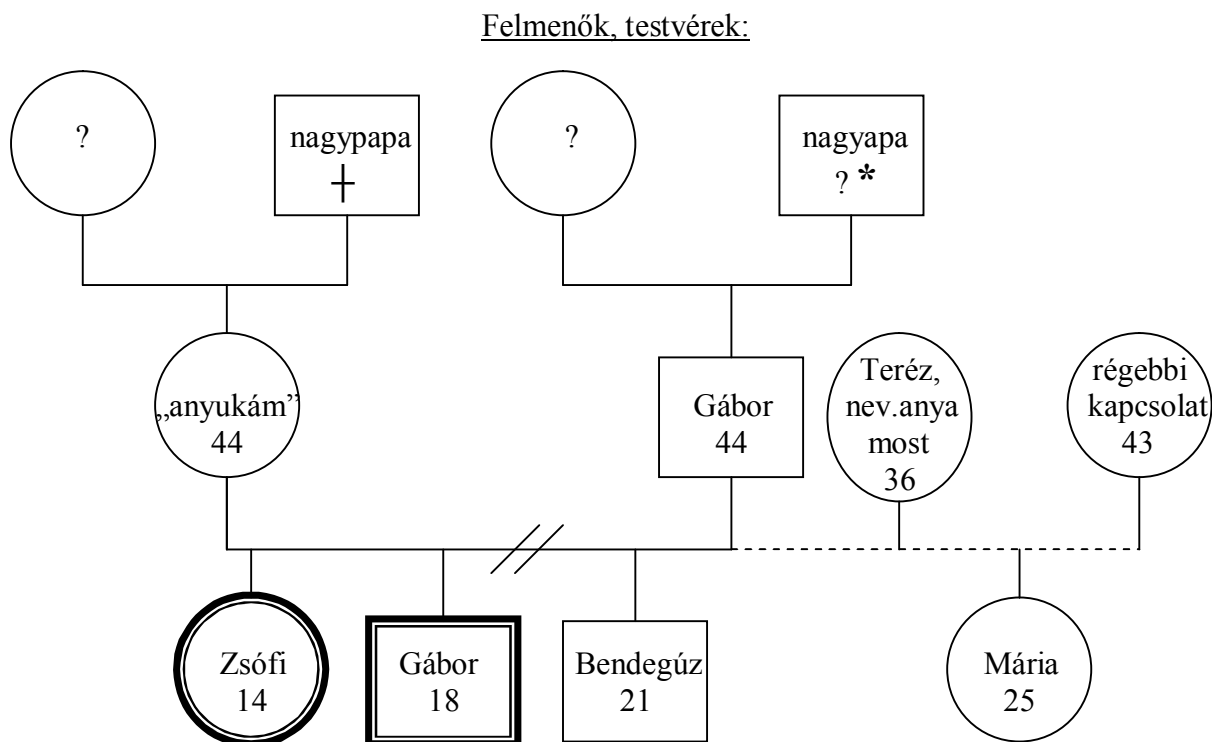 Felmenők, testvérek:
?
nagypapa
┼
?
nagyapa
? *
„anyukám”
44
Gábor
44
Teréz,
nev.anya
most
36
régebbi
kapcsolat
43
Zsófi
14
Gábor
18
Bendegúz
21
Mária
25